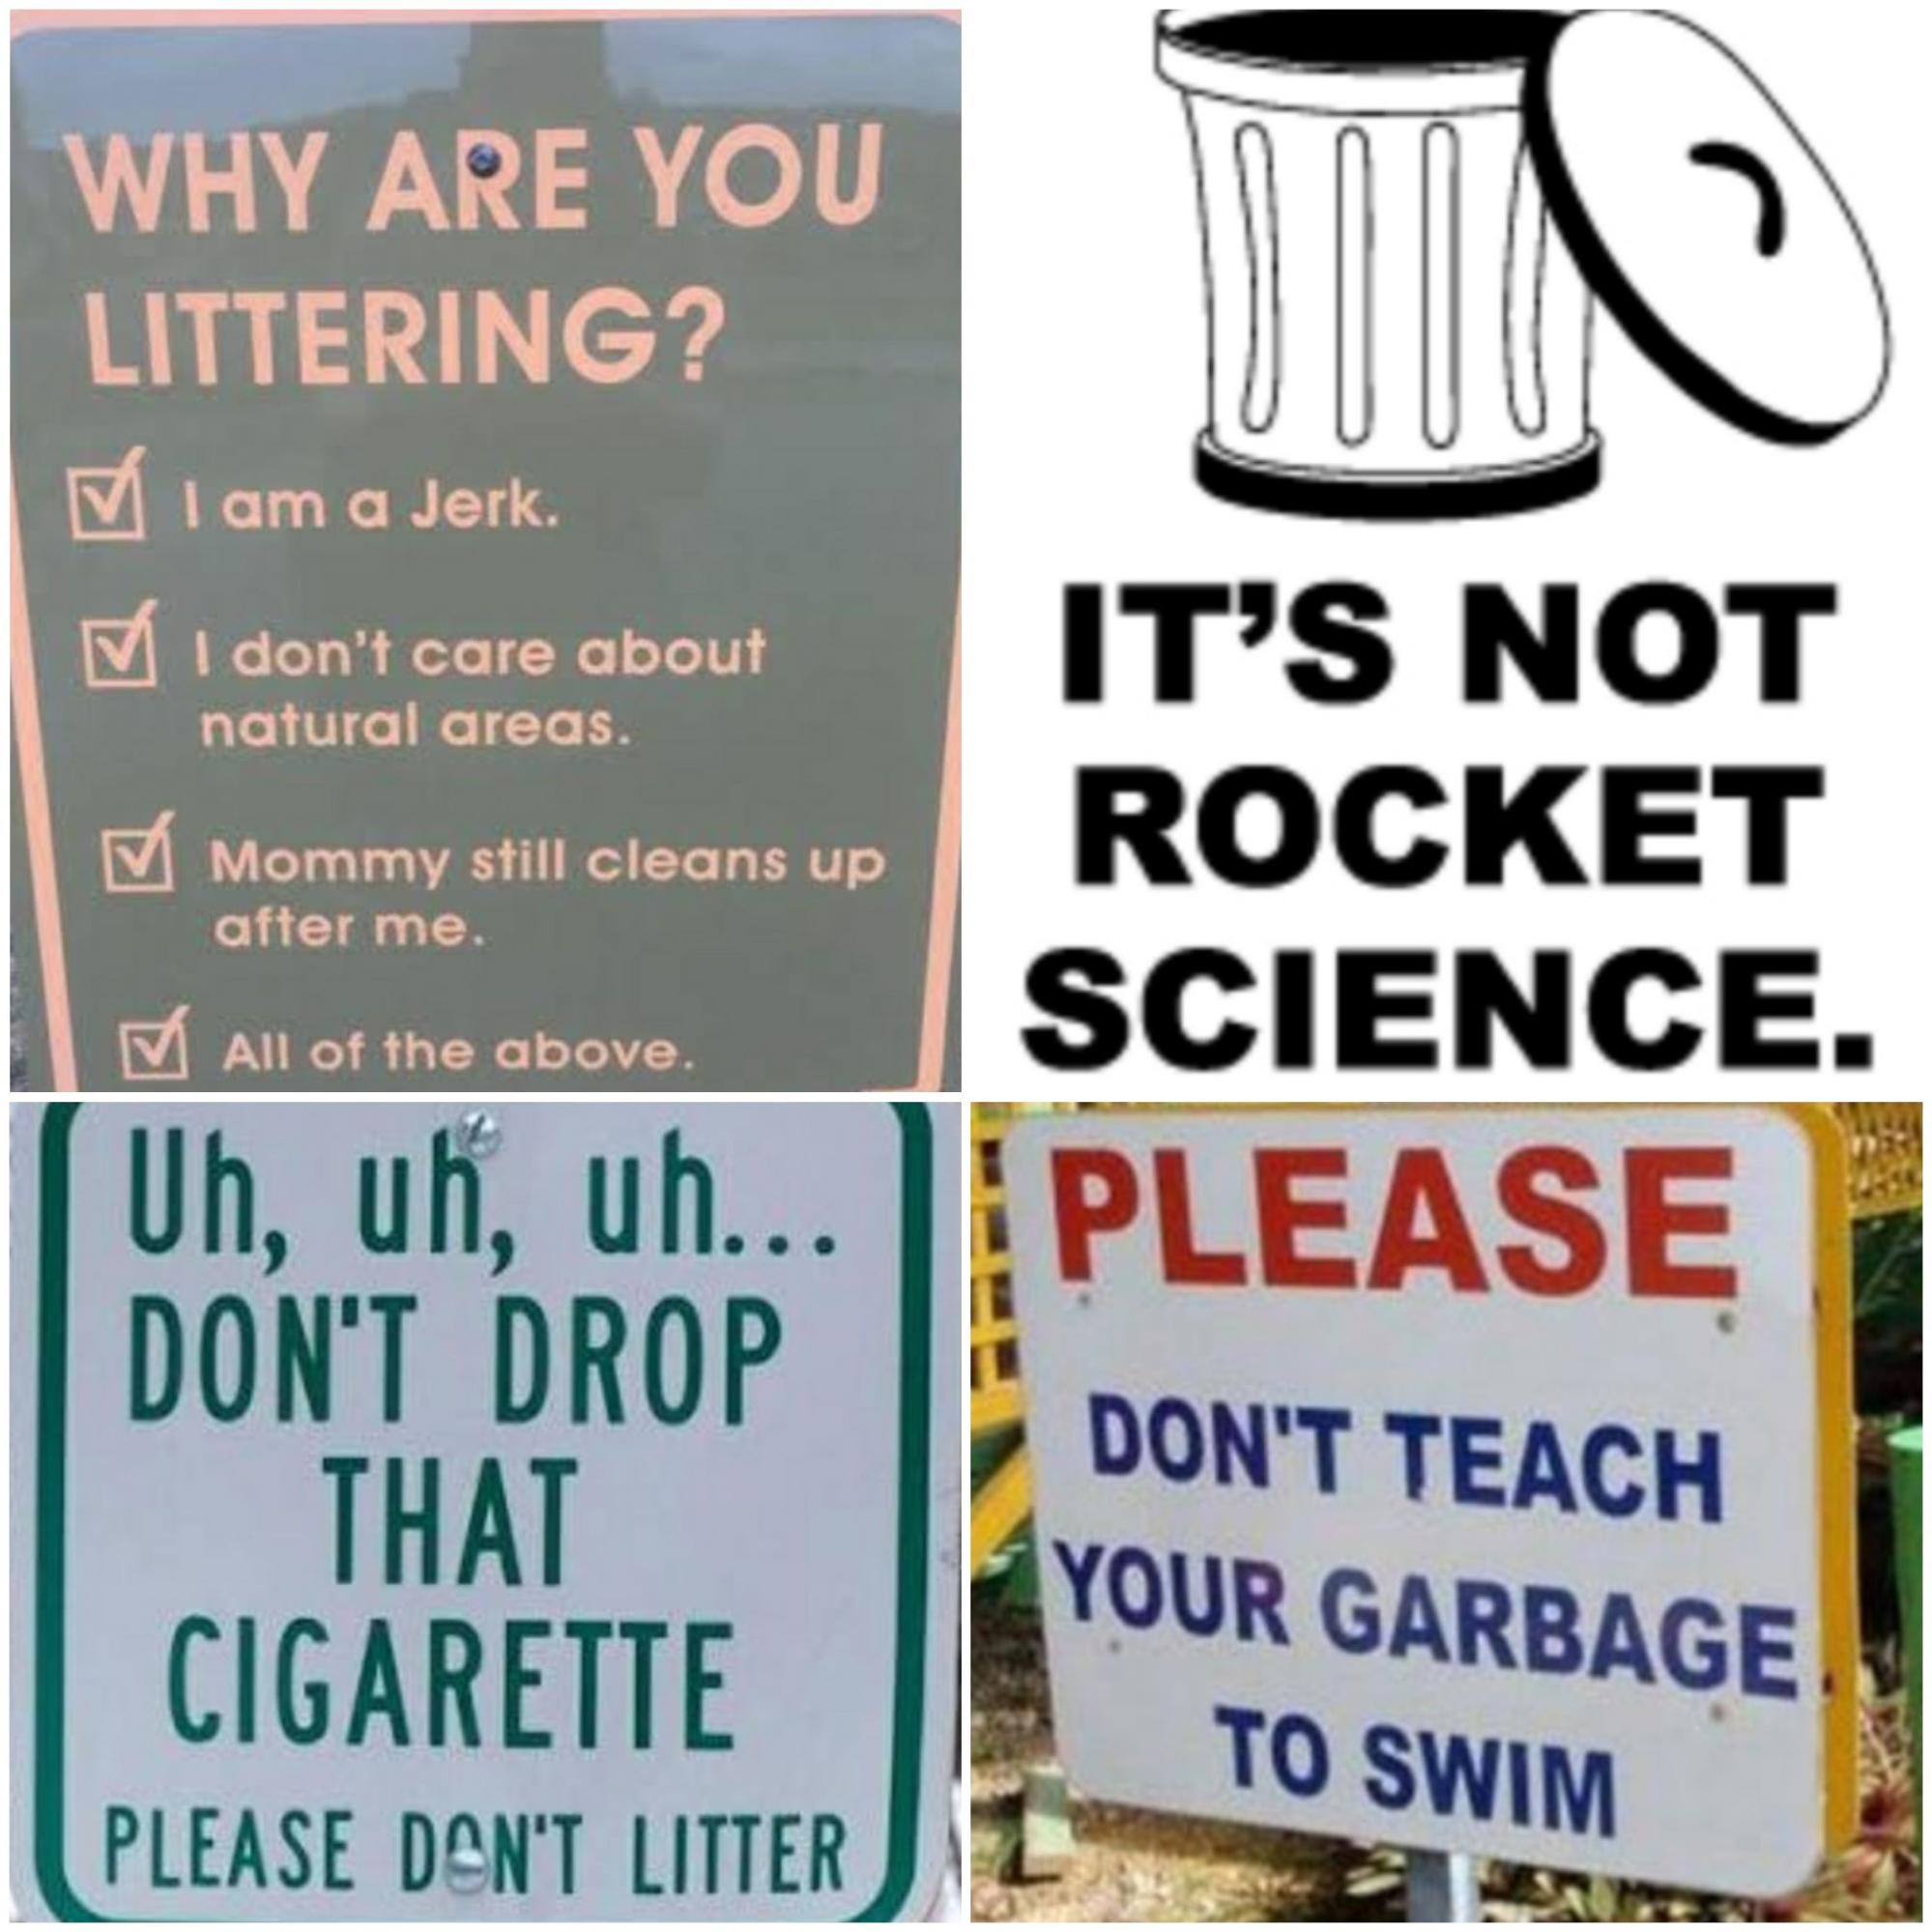 WHY ARE YOU
LITTERING?
I am a Jerk.
I don't care about
natural areas.
Mommy still cleans up
after me.
All of the above.
IT'S NOT
ROCKET
SCIENCE.
Uh, uh, uh...
DON'T DROP
THAT
CIGARETTE
PLEASE DON'T LITTER
PLEASE
DON'T TEACH
YOUR GARBAGE
TO SWIM